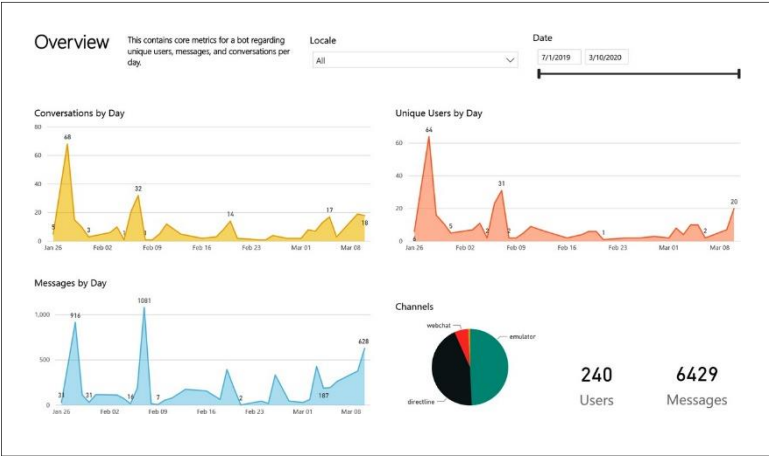 Overview
This contains core metrics for a bot regarding
unique users, messages, and conversations per
day.
Locale
All
Date
7/1/2019 3/10/2020
Conversations by Day
80
60
40
20
0
5
68
3
1
32
1
14
17
18
Jan 26 Feb 02 Feb 09 Feb 16 Feb 23 Mar 01 Mar 08
Unique Users by Day
60
40
20
0
64
5
2
31
2
1
2
20
Jan 26 Feb 02 Feb 09 Feb 16 Feb 23 Mar 01 Mar 08
Messages by Day
1,000
500
0
31
916
31
16
1081
7
2
187
628
Jan 26 Feb 02 Feb 09 Feb 16 Feb 23 Mar 01 Mar 08
Channels
webchat
emulator
directline
240
Users
6429
Messages